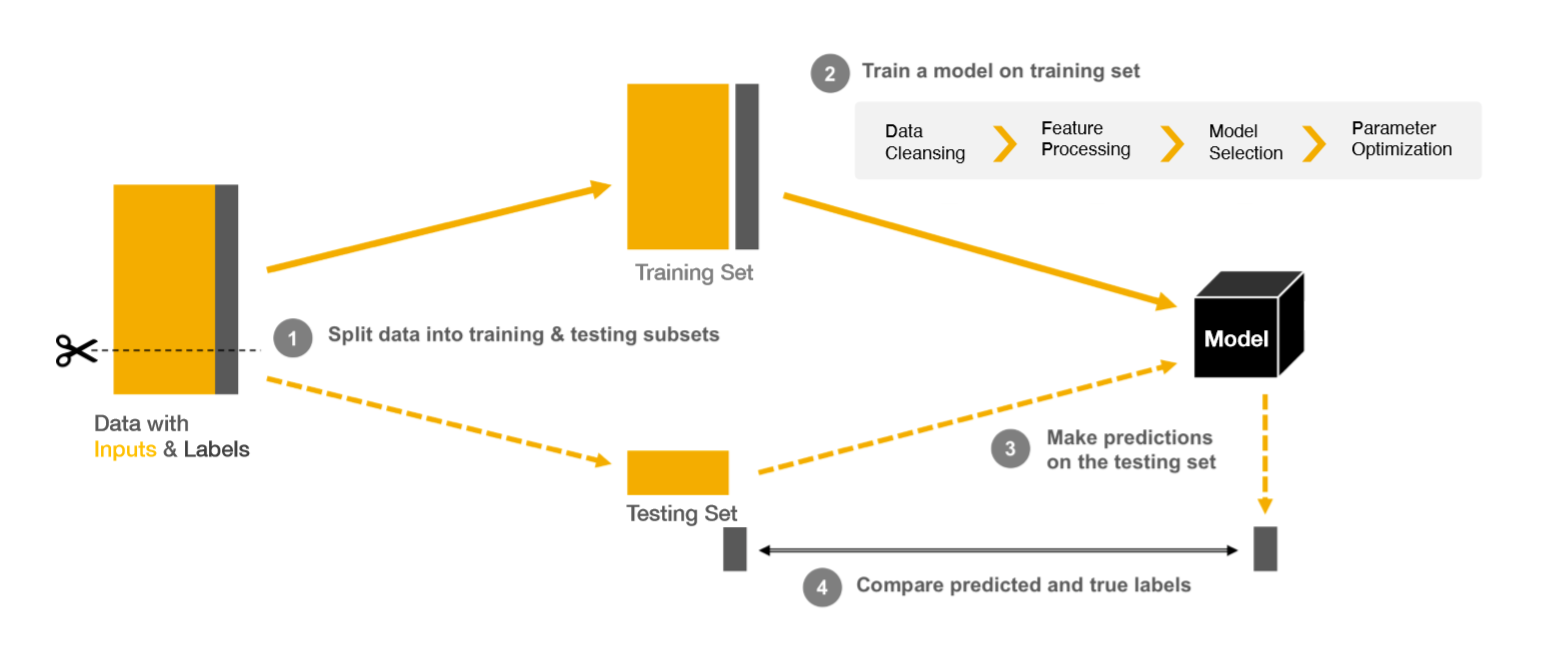 2 Train a model on training set
Data Cleansing
Feature Processing
Model Selection
Parameter Optimization
Training Set
1 Split data into training & testing subsets
Model
Data with
Inputs & Labels
3 Make predictions
on the testing set
Testing Set
4 Compare predicted and true labels